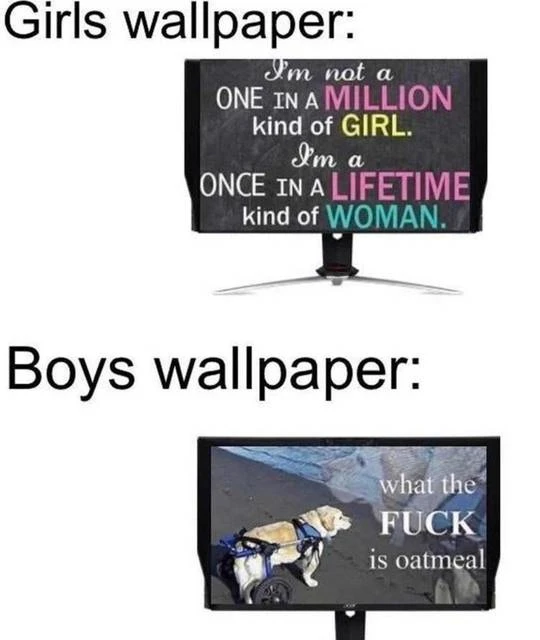 Girls wallpaper:
I'm not a
ONE IN A MILLION
kind of GIRL.
I'm a
ONCE IN A LIFETIME
kind of WOMAN.
Boys wallpaper:
what the
FUCK
is oatmeal